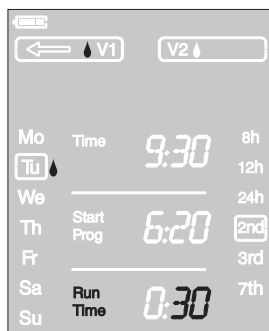 V1 V2
Mo Time 9:30 8h
Tu 12h
We 24h
Th Start Prog 6:20 2nd
Fr 3rd
Sa Run Time 0:30 7th
Su